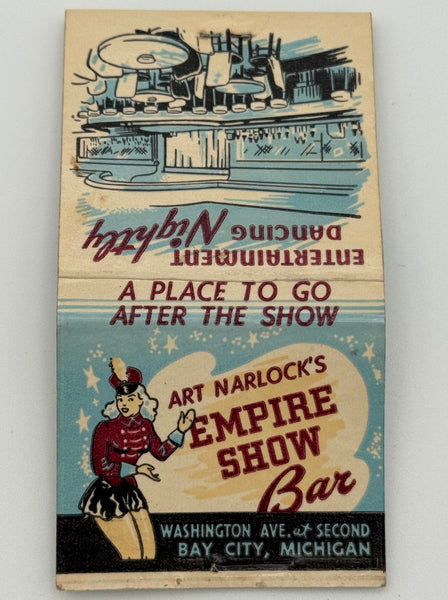 ENTERTAINMENT
DANCING Nightly
A PLACE TO GO
AFTER THE SHOW
ART NARLOCK'S
EMPIRE
SHOW
Bar
WASHINGTON AVE. at SECOND
BAY CITY, MICHIGAN